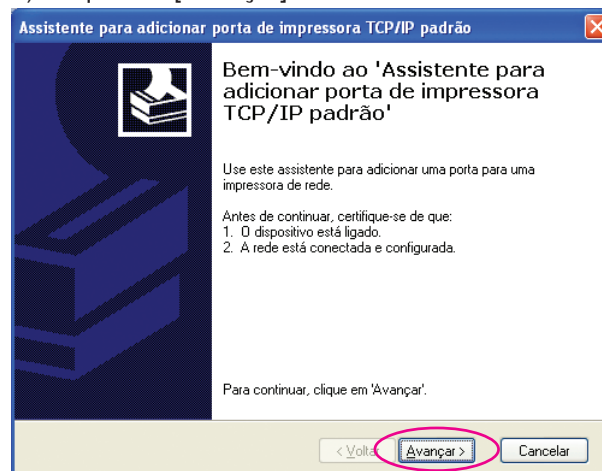 Assistente para adicionar porta de impressora TCP/IP padrão
Bem-vindo ao 'Assistente para
adicionar porta de impressora
TCP/IP padrão'
Use este assistente para adicionar uma porta para uma
impressora de rede.
Antes de continuar, certifique-se de que:
1. O dispositivo está ligado.
2. A rede está conectada e configurada.
Para continuar, clique em 'Avançar'.
Avançar > Cancelar